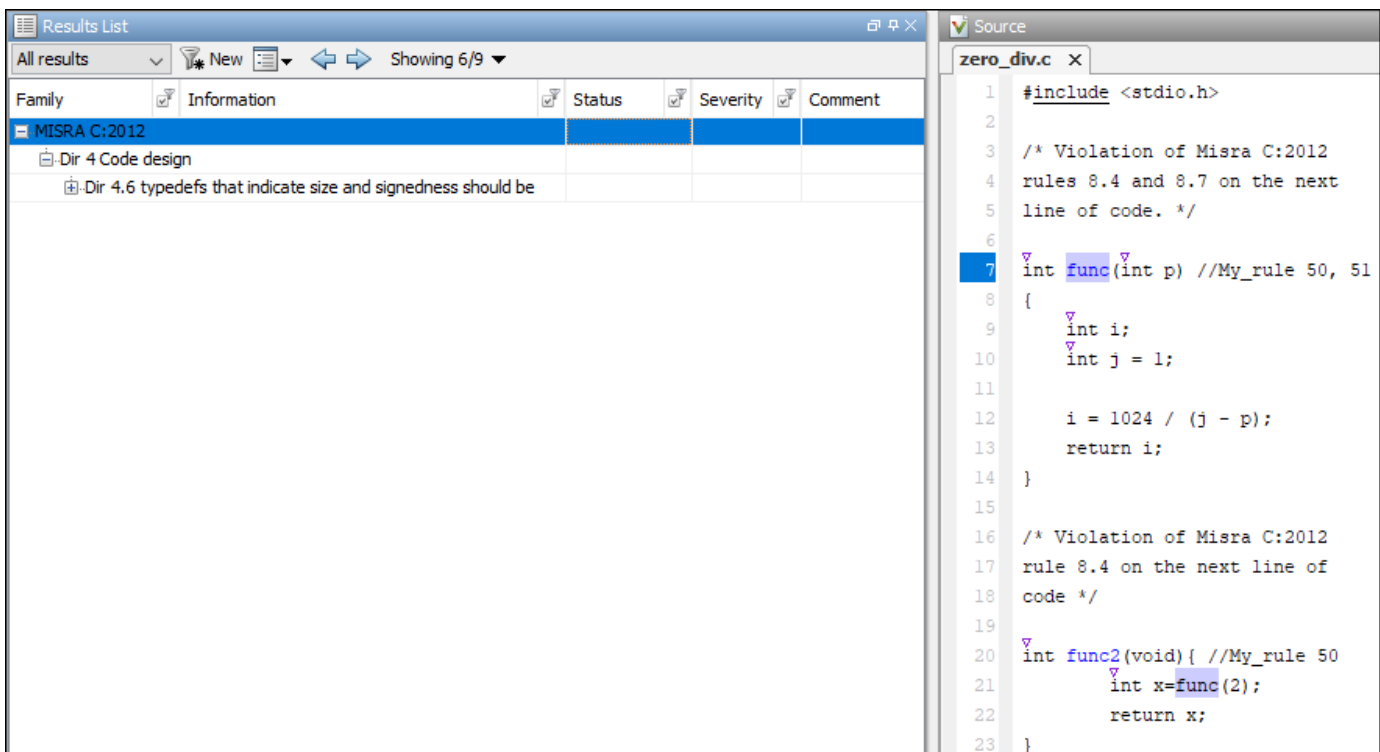 Results List
All results New Showing 6/9
Family Information Status Severity Comment
MISRA C:2012
Dir 4 Code design
Dir 4.6 typedefs that indicate size and signedness should be
Source
zero_div.c X
1 #include <stdio.h>
2
3 /* Violation of Misra C:2012
4 rules 8.4 and 8.7 on the next
5 line of code. */
6
7 int func(int p) //My_rule 50, 51
8 {
9 int i;
10 int j = 1;
11
12 i = 1024 / (j - p);
13 return i;
14 }
15
16 /* Violation of Misra C:2012
17 rule 8.4 on the next line of
18 code */
19
20 int func2(void){ //My_rule 50
21 int x=func(2);
22 return x;
23 }